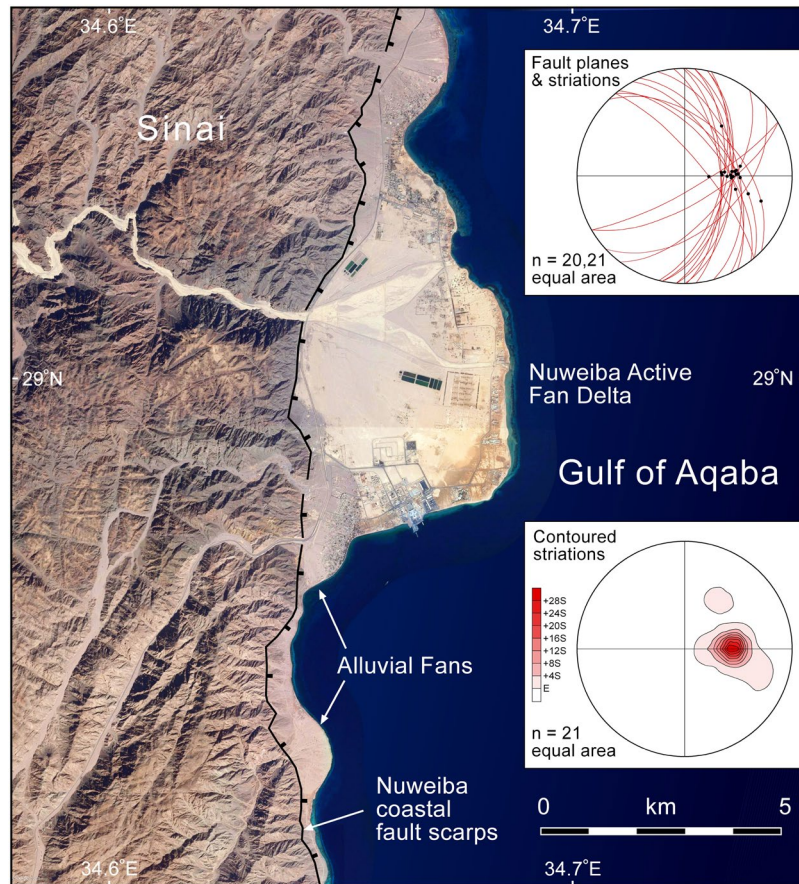 34.6°E
34.7°E
Sinai
Fault planes
& striations
n = 20,21
equal area
29°N
Nuweiba Active
Fan Delta
29°N
Gulf of Aqaba
Contoured
striations
+28S
+24S
+20S
+16S
+12S
+8S
+4S
E
n = 21
equal area
Alluvial Fans
Nuweiba
coastal
fault scarps
0 km 5
34.6°E
34.7°E